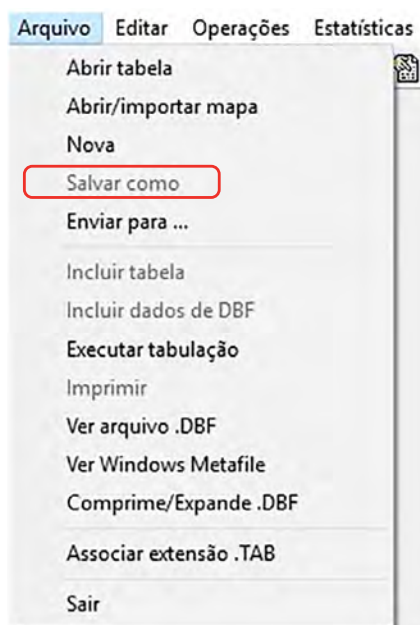 Arquivo Editar Operações Estatísticas
Abrir tabela
Abrir/importar mapa
Nova
Salvar como
Enviar para ...
Incluir tabela
Incluir dados de DBF
Executar tabulação
Imprimir
Ver arquivo .DBF
Ver Windows Metafile
Comprime/Expande .DBF
Associar extensão .TAB
Sair